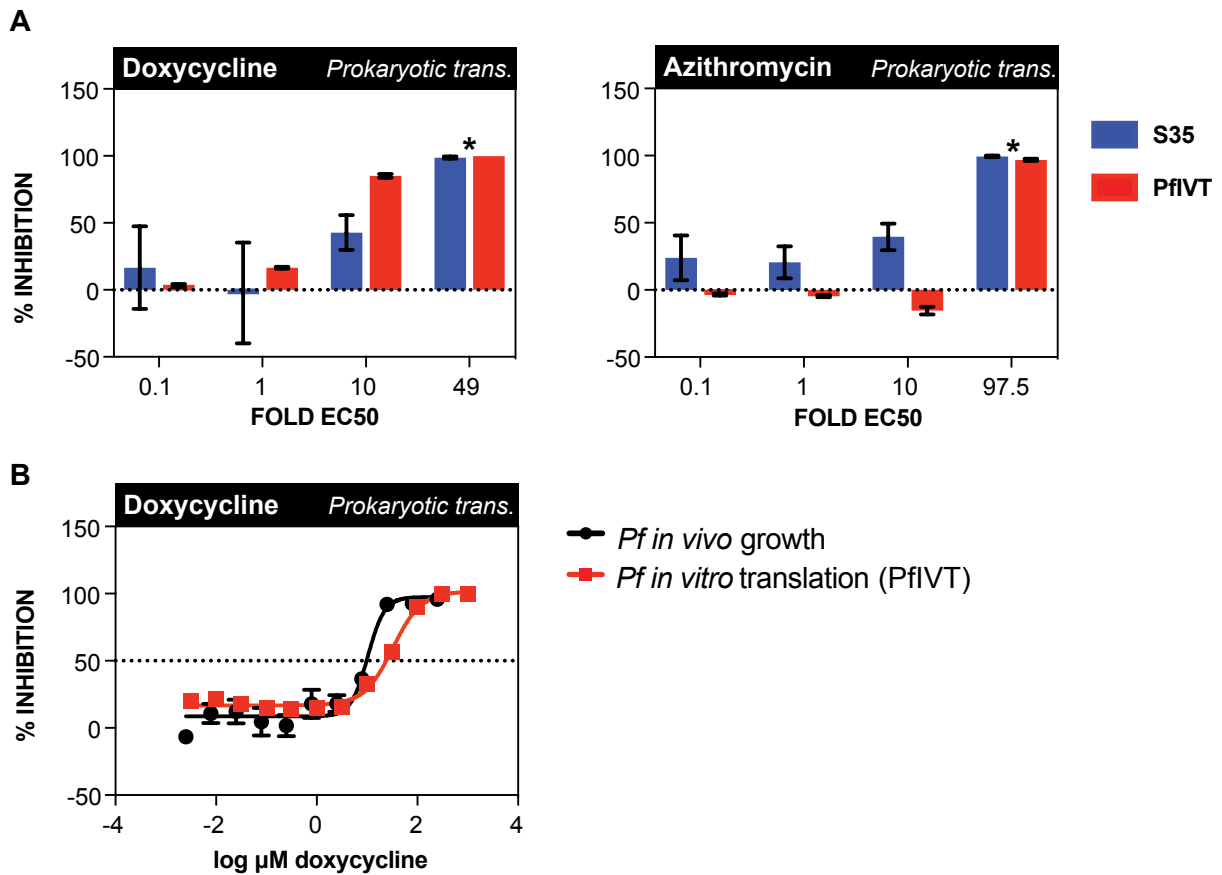 A
Doxycycline Prokaryotic trans.
150
100
50
0
-50
% INHIBITION
*
0.1 1 10 49
FOLD EC50
Azithromycin Prokaryotic trans.
150
100
50
0
-50
*
0.1 1 10 97.5
FOLD EC50
S35
PfIVT
B
Doxycycline Prokaryotic trans.
150
100
50
0
-50
% INHIBITION
-4 -2 0 2 4
log µM doxycycline
Pf in vivo growth
Pf in vitro translation (PfIVT)